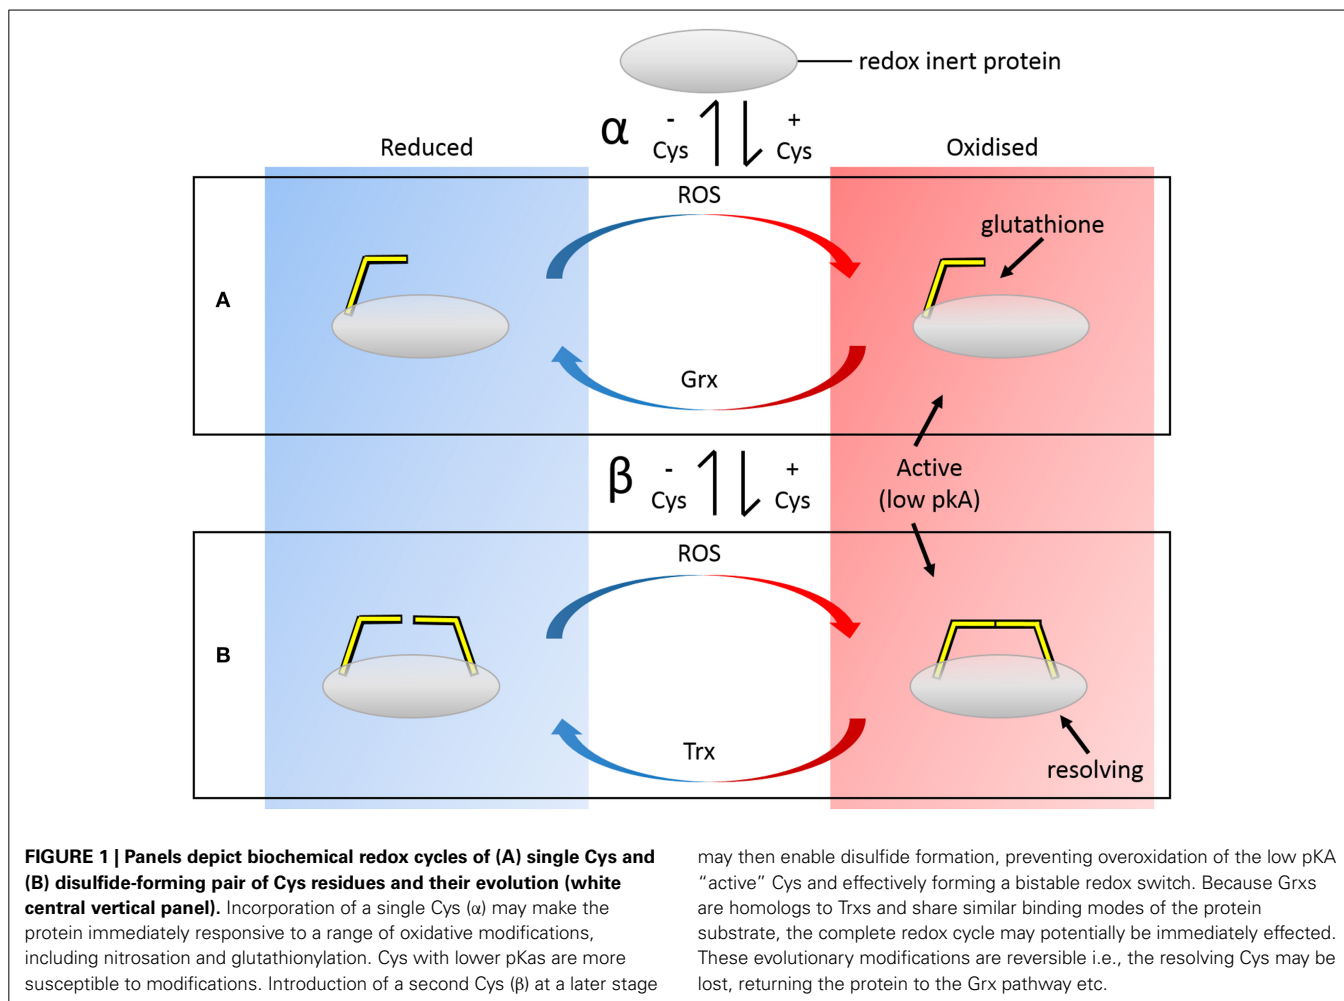 redox inert protein
α
-
Cys
+
Cys
Reduced
Oxidised
A
ROS
glutathione
Grx
β
-
Cys
+
Cys
Active
(low pkA)
B
ROS
Trx
resolving
FIGURE 1 | Panels depict biochemical redox cycles of (A) single Cys and
(B) disulfide-forming pair of Cys residues and their evolution (white
central vertical panel). Incorporation of a single Cys (α) may make the
protein immediately responsive to a range of oxidative modifications,
including nitrosation and glutathionylation. Cys with lower pKas are more
susceptible to modifications. Introduction of a second Cys (β) at a later stage
may then enable disulfide formation, preventing overoxidation of the low pKA
“active” Cys and effectively forming a bistable redox switch. Because Grxs
are homologs to Trxs and share similar binding modes of the protein
substrate, the complete redox cycle may potentially be immediately effected.
These evolutionary modifications are reversible i.e., the resolving Cys may be
lost, returning the protein to the Grx pathway etc.